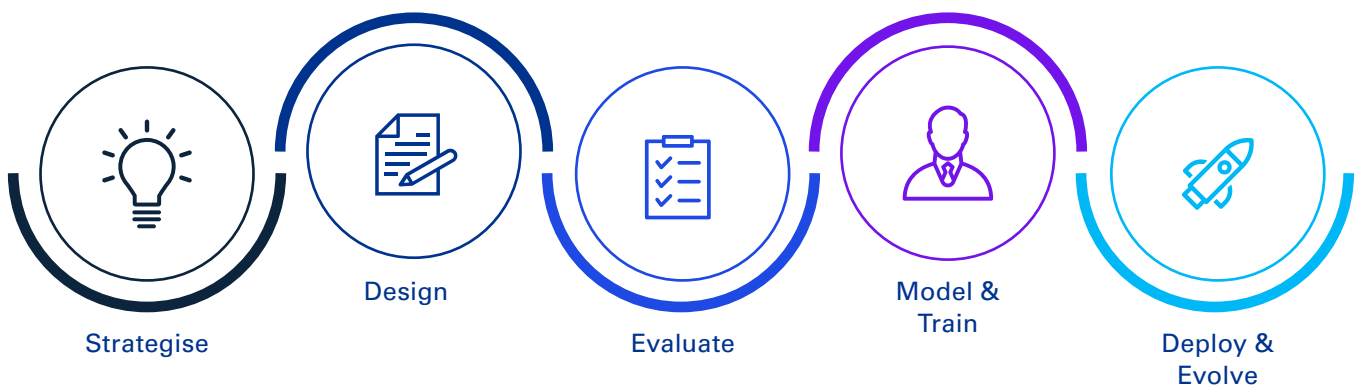 Strategise
Design
Evaluate
Model &
Train
Deploy &
Evolve